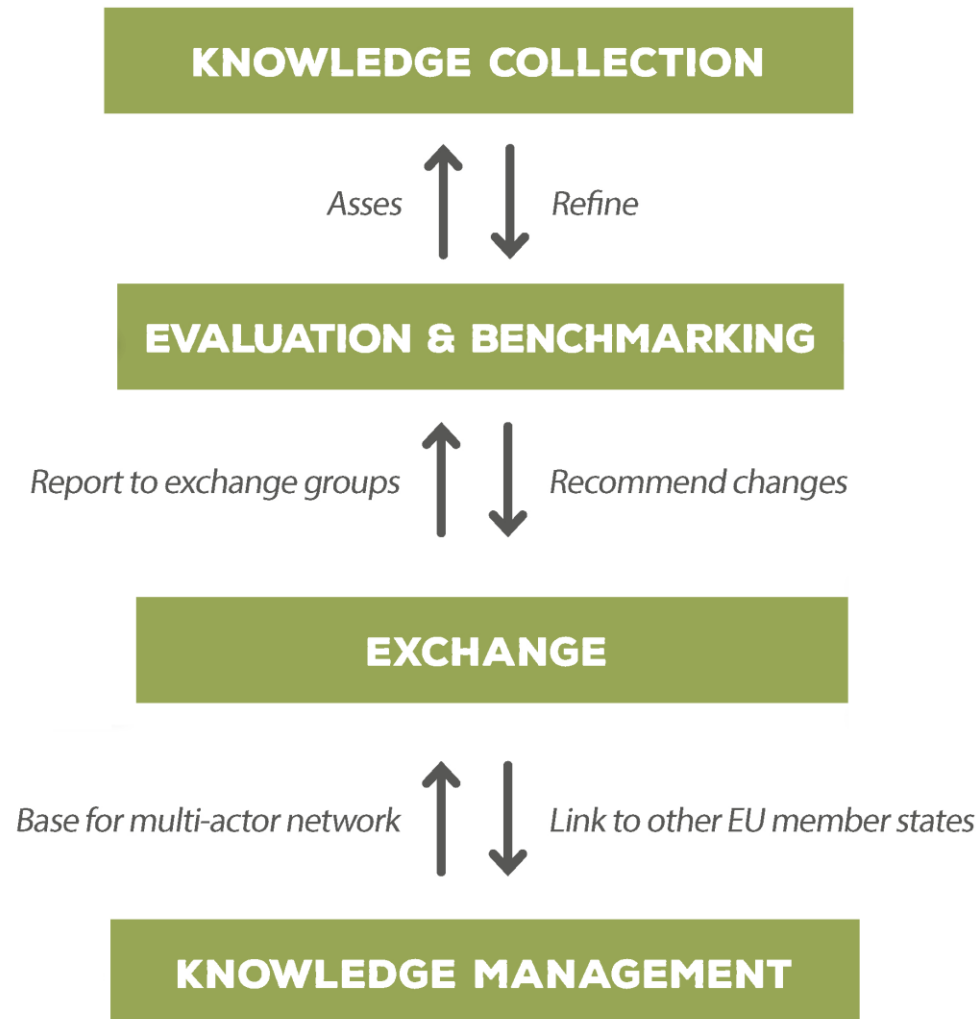 KNOWLEDGE COLLECTION
Asses
Refine
EVALUATION & BENCHMARKING
Report to exchange groups
Recommend changes
EXCHANGE
Base for multi-actor network
Link to other EU member states
KNOWLEDGE MANAGEMENT